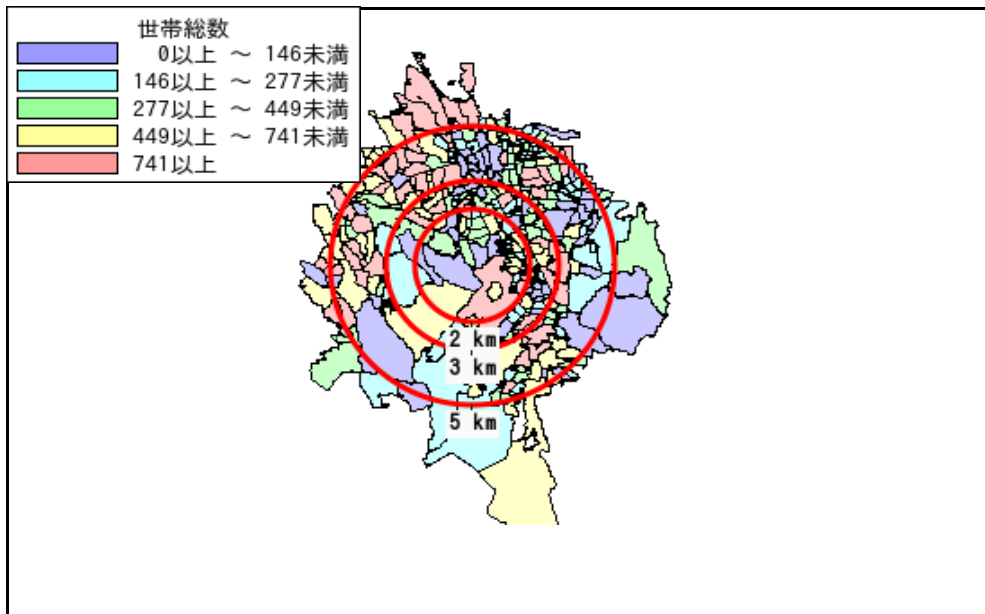 世帯総数
0以上 ～ 146未満
146以上 ～ 277未満
277以上 ～ 449未満
449以上 ～ 741未満
741以上
2 km
3 km
5 km